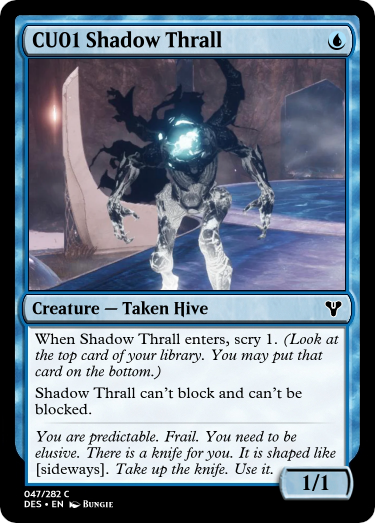 CU01 Shadow Thrall
Creature — Taken Hive
When Shadow Thrall enters, scry 1. (Look at
the top card of your library. You may put that
card on the bottom.)
Shadow Thrall can't block and can't be
blocked.
You are predictable. Frail. You need to be
elusive. There is a knife for you. It is shaped like
[sideways]. Take up the knife. Use it.
1/1
047/282 C
DES • EN Bungie